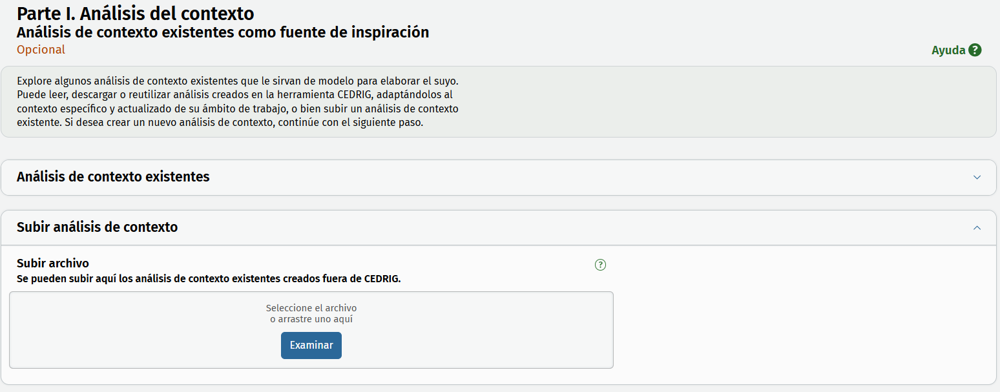 Parte I. Análisis del contexto
Análisis de contexto existentes como fuente de inspiración
Opcional
Ayuda ?
Explore algunos análisis de contexto existentes que le sirvan de modelo para elaborar el suyo.
Puede leer, descargar o reutilizar análisis creados en la herramienta CEDRIG, adaptándolos al
contexto específico y actualizado de su ámbito de trabajo, o bien subir un análisis de contexto
existente. Si desea crear un nuevo análisis de contexto, continúe con el siguiente paso.
Análisis de contexto existentes
Subir análisis de contexto
Subir archivo
?
Se pueden subir aquí los análisis de contexto existentes creados fuera de CEDRIG.
Seleccione el archivo
o arrastre uno aquí
Examinar